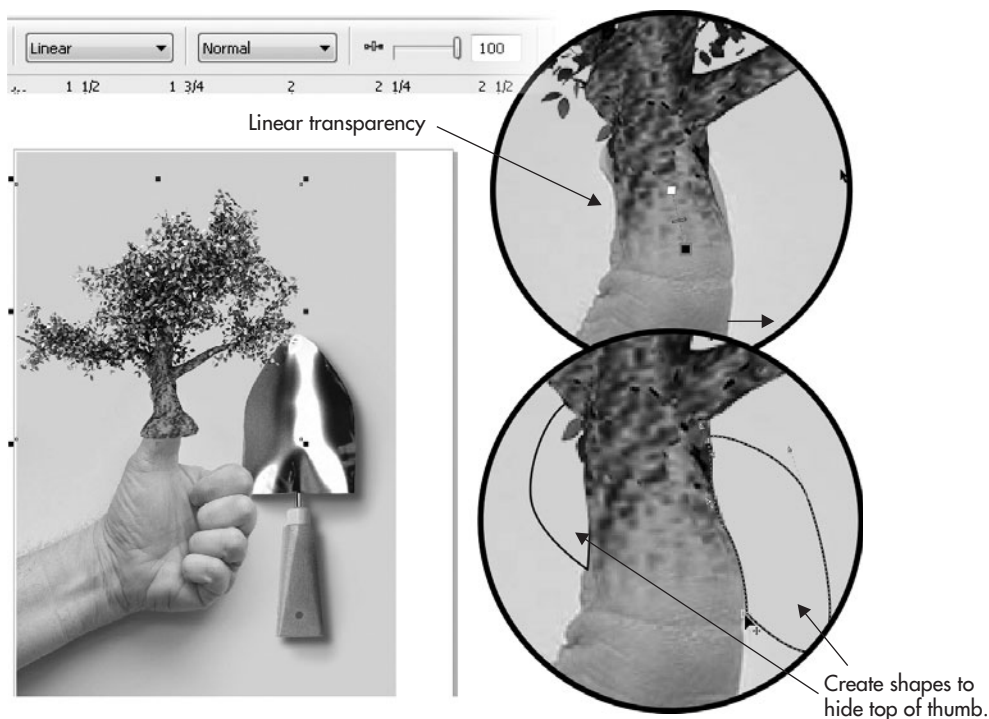 Linear Normal 100
1 1/2 1 3/4 2 2 1/4 2 1/2
Linear transparency
Create shapes to
hide top of thumb.